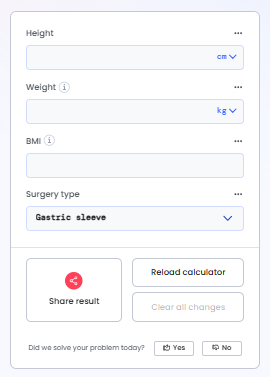 Height
cm
Weight
kg
BMI
Surgery type
Gastric sleeve
Share result
Reload calculator
Clear all changes
Did we solve your problem today?
Yes
No